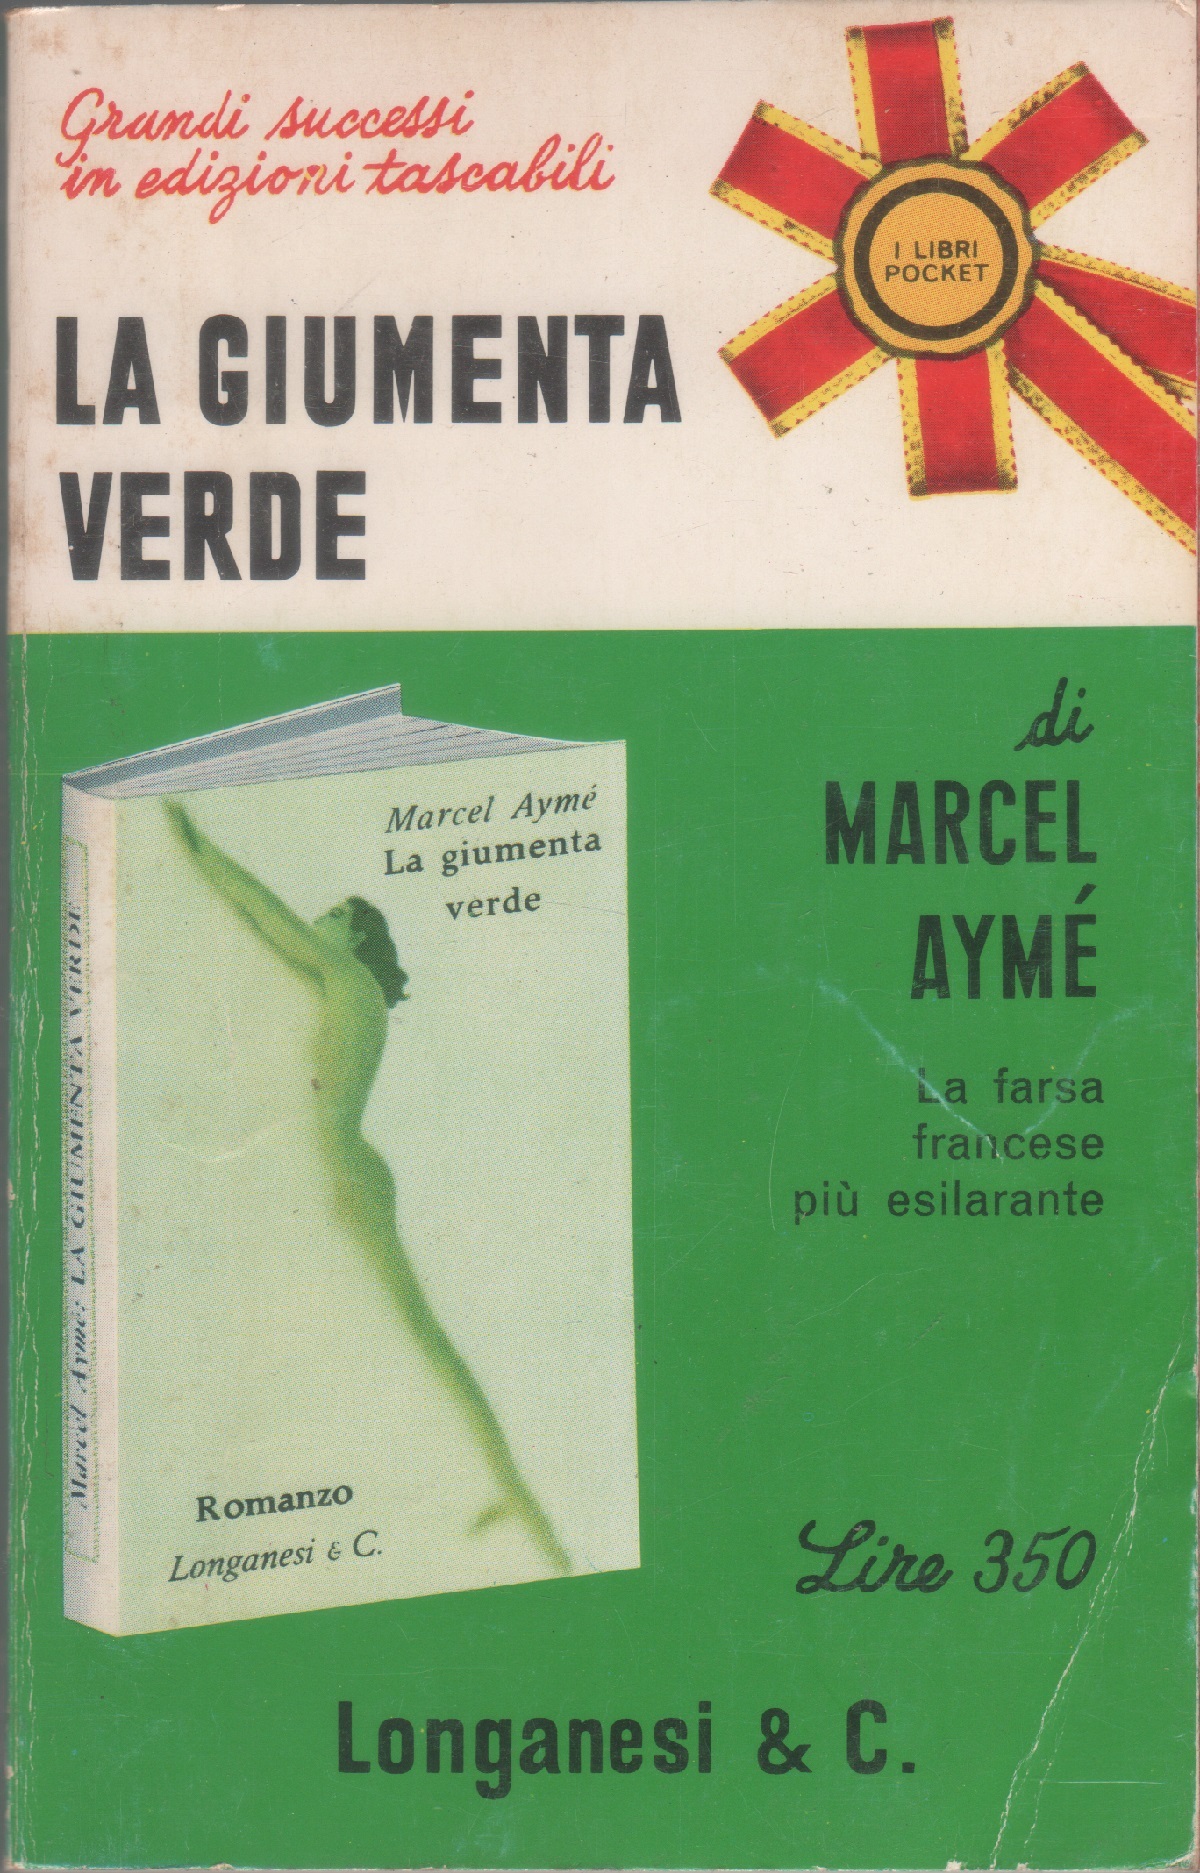 Grandi successi
in edizioni tascabili
I LIBRI
POCKET
LA GIUMENTA
VERDE
di
MARCEL
AYMÉ
La farsa
francese
più esilarante
Marcel Aymé
La giumenta
verde
Marcel Aymé: LA GIUMENTA VERDE
Romanzo
Longanesi & C.
Lire 350
Longanesi & C.